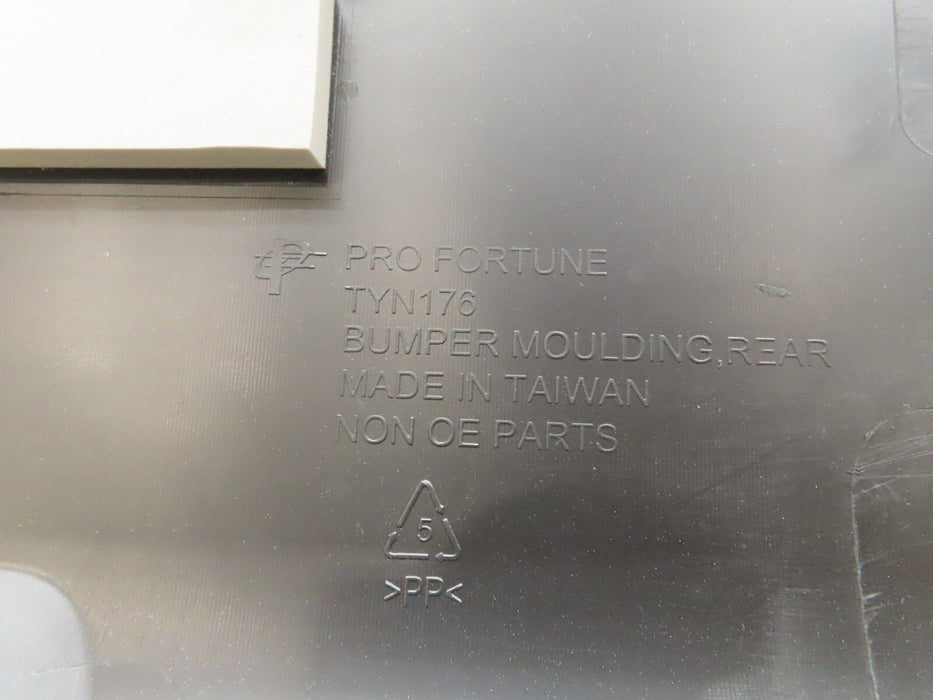 PRO FORTUNE
TYN176
BUMPER MOULDING,REAR
MADE IN TAIWAN
NON OE PARTS
5
>PP<